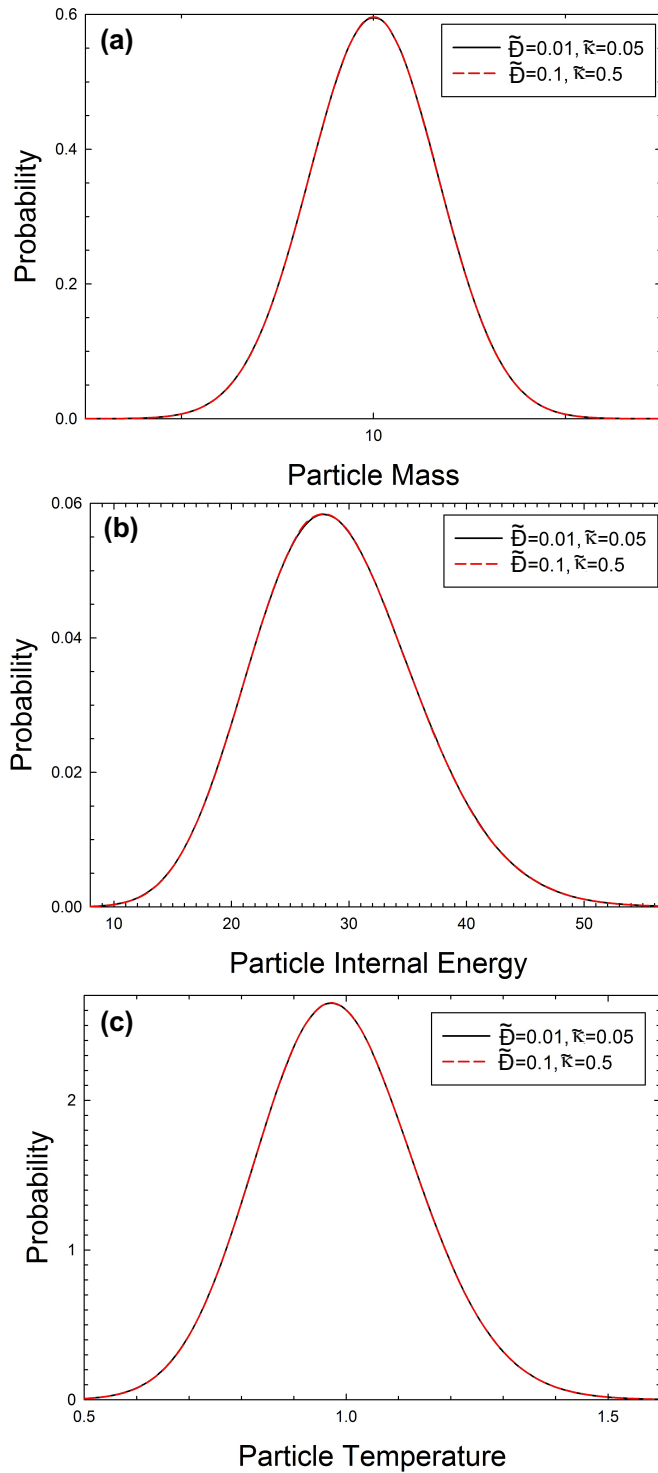 (a)
0.6
0.4
0.2
0.0
Probability
D̃=0.01, κ̃=0.05
D̃=0.1, κ̃=0.5
10
Particle Mass
(b)
0.06
0.04
0.02
0.00
Probability
D̃=0.01, κ̃=0.05
D̃=0.1, κ̃=0.5
10 20 30 40 50
Particle Internal Energy
(c)
2
1
0
Probability
D̃=0.01, κ̃=0.05
D̃=0.1, κ̃=0.5
0.5 1.0 1.5
Particle Temperature